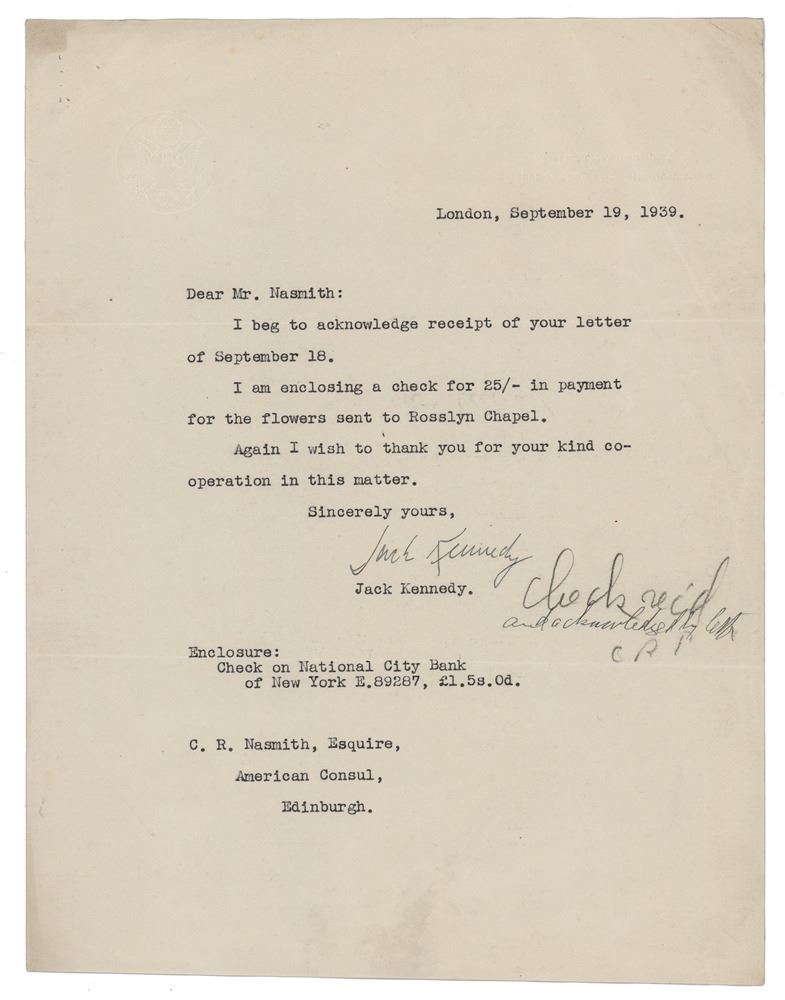 London, September 19, 1939.
Dear Mr. Nasmith:
I beg to acknowledge receipt of your letter
of September 18.
I am enclosing a check for 25/- in payment
for the flowers sent to Rosslyn Chapel.
Again I wish to thank you for your kind co-
operation in this matter.
Sincerely yours,
Jack Kennedy
Jack Kennedy.
Check rec'd
and acknowledged by letter
Enclosure:
Check on National City Bank
of New York E.89287, £1.5s.0d.
C. R. Nasmith, Esquire,
American Consul,
Edinburgh.